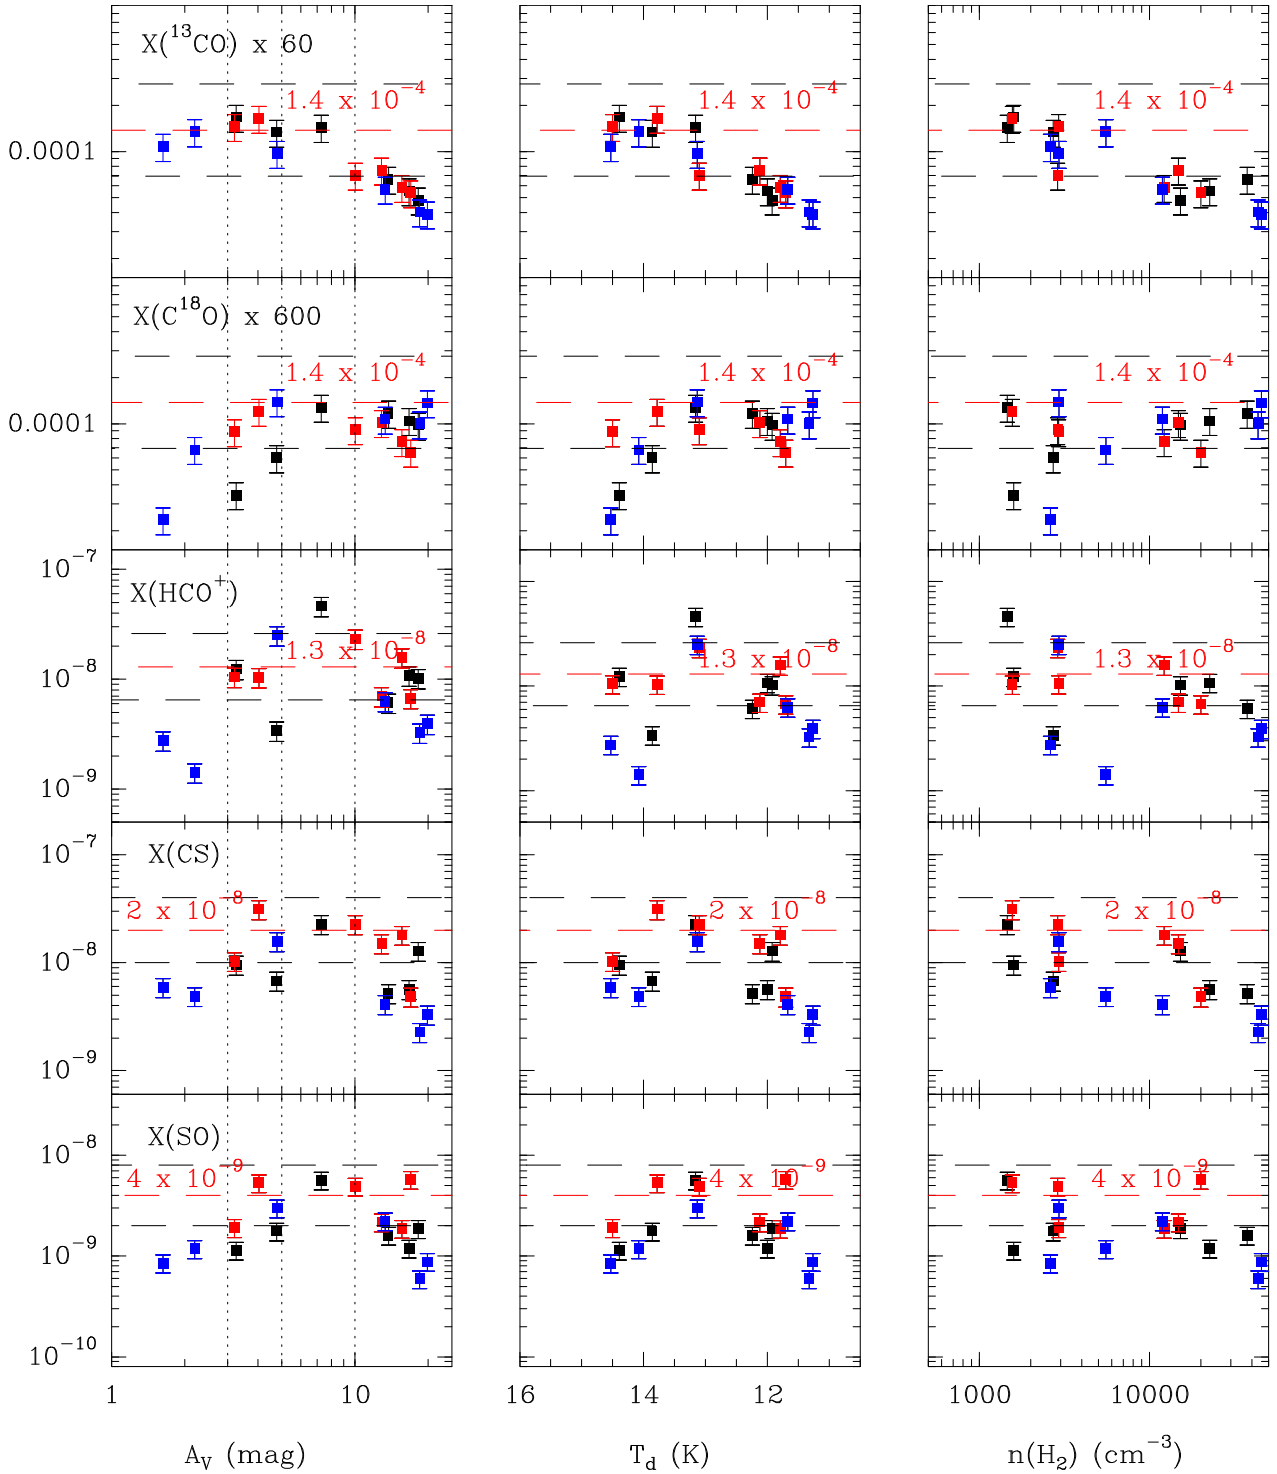 X(¹³CO) x 60
1.4 x 10⁻⁴
1.4 x 10⁻⁴
1.4 x 10⁻⁴
0.0001
X(C¹⁸O) x 600
1.4 x 10⁻⁴
1.4 x 10⁻⁴
1.4 x 10⁻⁴
0.0001
10⁻⁷
X(HCO⁺)
1.3 x 10⁻⁸
1.3 x 10⁻⁸
1.3 x 10⁻⁸
10⁻⁸
10⁻⁹
10⁻⁷
X(CS)
2 x 10⁻⁸
2 x 10⁻⁸
2 x 10⁻⁸
10⁻⁸
10⁻⁹
X(SO)
10⁻⁸
4 x 10⁻⁹
4 x 10⁻⁹
4 x 10⁻⁹
10⁻⁹
10⁻¹⁰
1 10 16 14 12 1000 10000
A_V (mag) T_d (K) n(H₂) (cm⁻³)